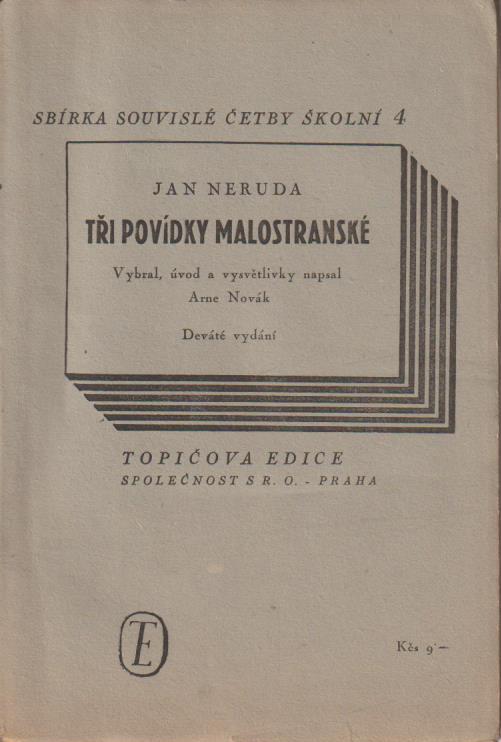 SBÍRKA SOUVISLÉ ČETBY ŠKOLNÍ 4
JAN NERUDA
TŘI POVÍDKY MALOSTRANSKÉ
Vybral, úvod a vysvětlivky napsal
Arne Novák
Deváté vydání
TOPIČOVA EDICE
SPOLEČNOST S R. O. - PRAHA
TE
Kčs 9·—